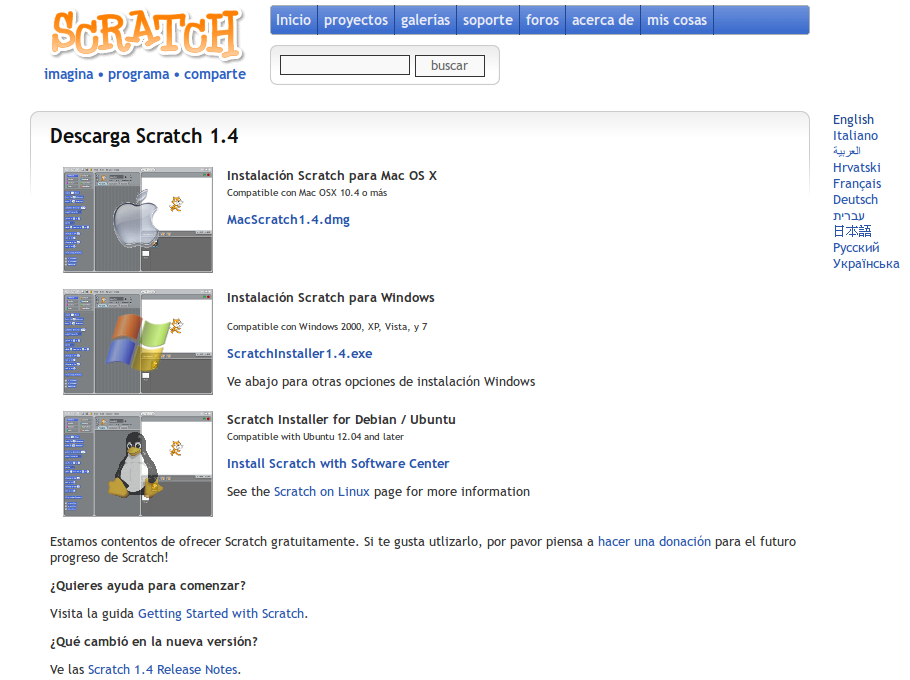 SCRATCH
imagina • programa • comparte
Inicio proyectos galerias soporte foros acerca de mis cosas
buscar
Descarga Scratch 1.4
Instalación Scratch para Mac OS X
Compatible con Mac OSX 10.4 o más
MacScratch1.4.dmg
Instalación Scratch para Windows
Compatible con Windows 2000, XP, Vista, y 7
ScratchInstaller1.4.exe
Ve abajo para otras opciones de instalación Windows
Scratch Installer for Debian / Ubuntu
Compatible with Ubuntu 12.04 and later
Install Scratch with Software Center
See the Scratch on Linux page for more information
Estamos contentos de ofrecer Scratch gratuitamente. Si te gusta utlizarlo, por pavor piensa a hacer una donación para el futuro
progreso de Scratch!
¿Quieres ayuda para comenzar?
Visita la guida Getting Started with Scratch.
¿Qué cambió en la nueva versión?
Ve las Scratch 1.4 Release Notes.
English
Italiano
العربية
Hrvatski
Français
Deutsch
עברית
日本語
Русский
Українська